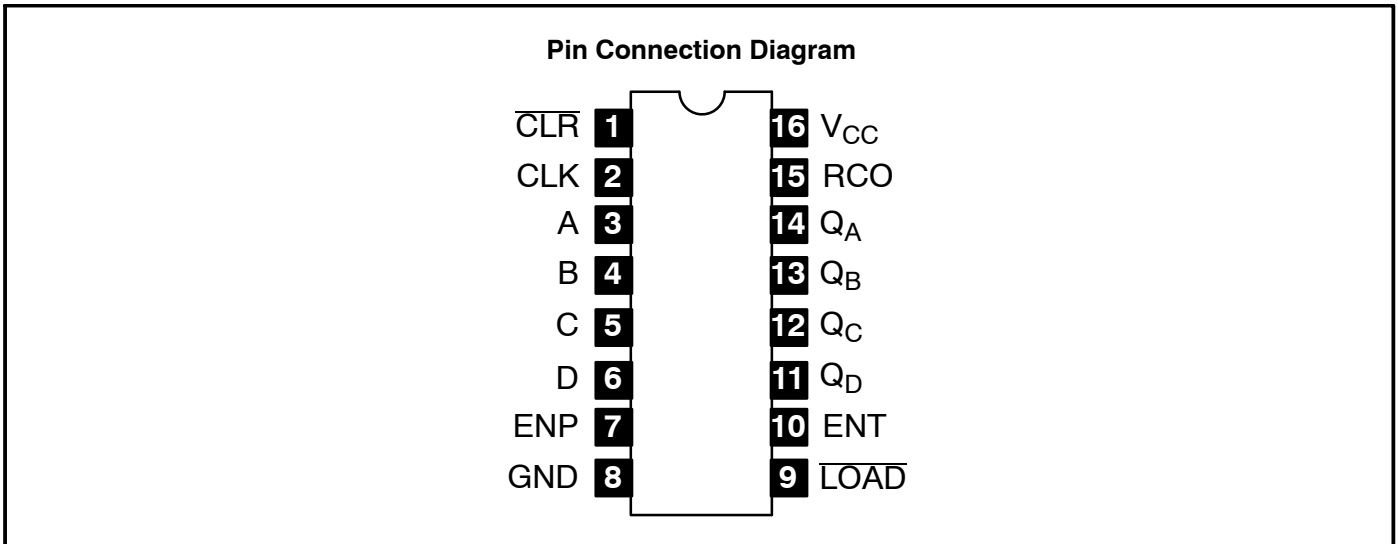 Pin Connection Diagram
CLR 1 16 VCC
CLK 2 15 RCO
A 3 14 QA
B 4 13 QB
C 5 12 QC
D 6 11 QD
ENP 7 10 ENT
GND 8 9 LOAD